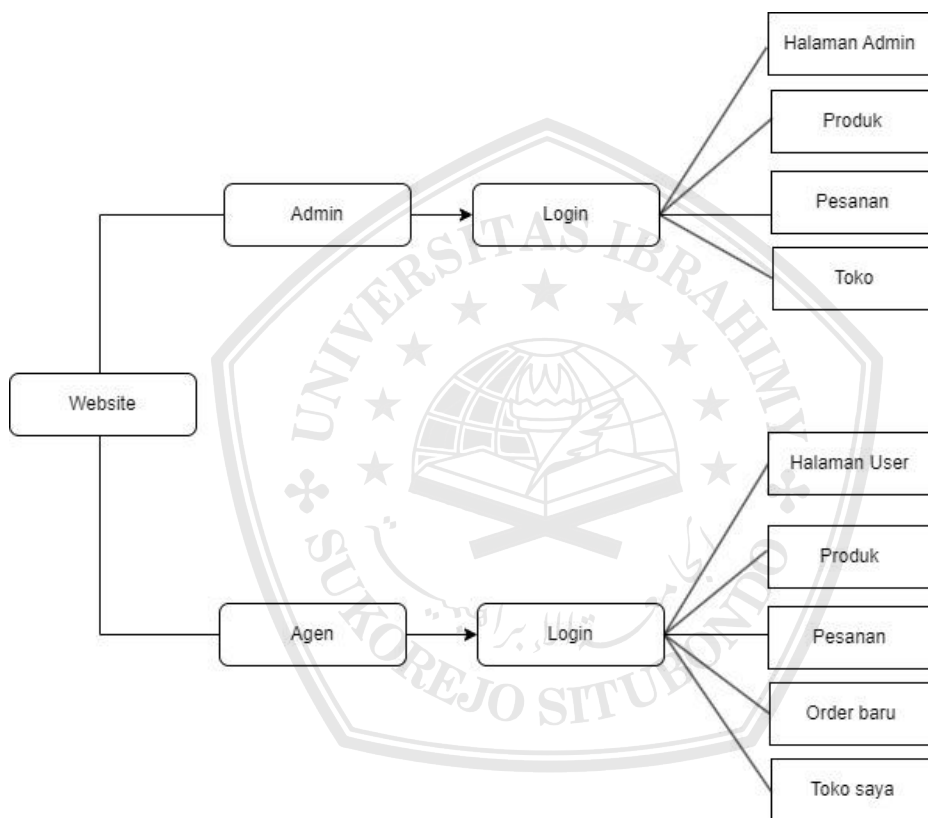 Halaman Admin
Produk
Admin
Login
Pesanan
Toko
Website
Halaman User
Produk
Agen
Login
Pesanan
Order baru
Toko saya
UNIVERSITAS IBRAHIMY
SUKOREJO SITUBONDO